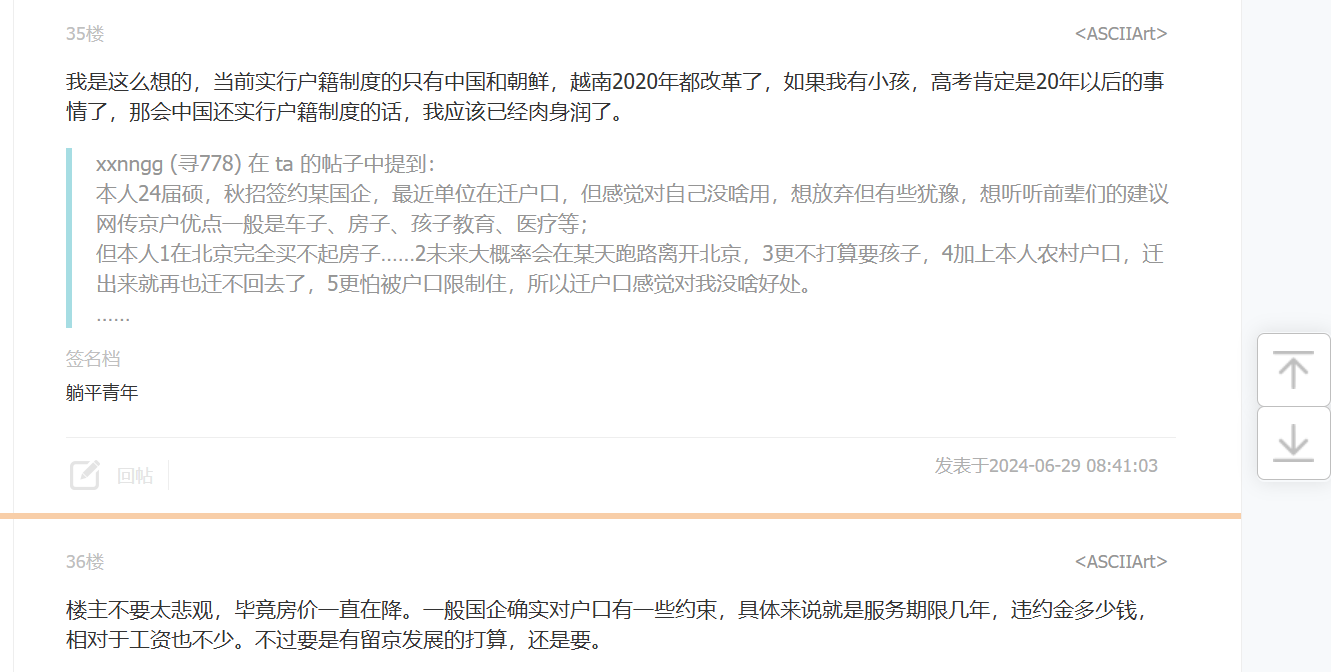 35楼
<ASCIIArt>
我是这么想的，当前实行户籍制度的只有中国和朝鲜，越南2020年都改革了，如果我有小孩，高考肯定是20年以后的事
情了，那会中国还实行户籍制度的话，我应该已经肉身润了。
xxnngg (寻778) 在 ta 的帖子中提到：
本人24届硕，秋招签约某国企，最近单位在迁户口，但感觉对自己没啥用，想放弃但有些犹豫，想听听前辈们的建议
网传京户优点一般是车子、房子、孩子教育、医疗等；
但本人1在北京完全买不起房子……2未来大概率会在某天跑路离开北京，3更不打算要孩子，4加上本人农村户口，迁
出来就再也迁不回去了，5更怕被户口限制住，所以迁户口感觉对我没啥好处。
……
签名档
躺平青年
回帖
发表于2024-06-29 08:41:03
36楼
<ASCIIArt>
楼主不要太悲观，毕竟房价一直在降。一般国企确实对户口有一些约束，具体来说就是服务期限几年，违约金多少钱，
相对于工资也不少。不过要是有留京发展的打算，还是要。